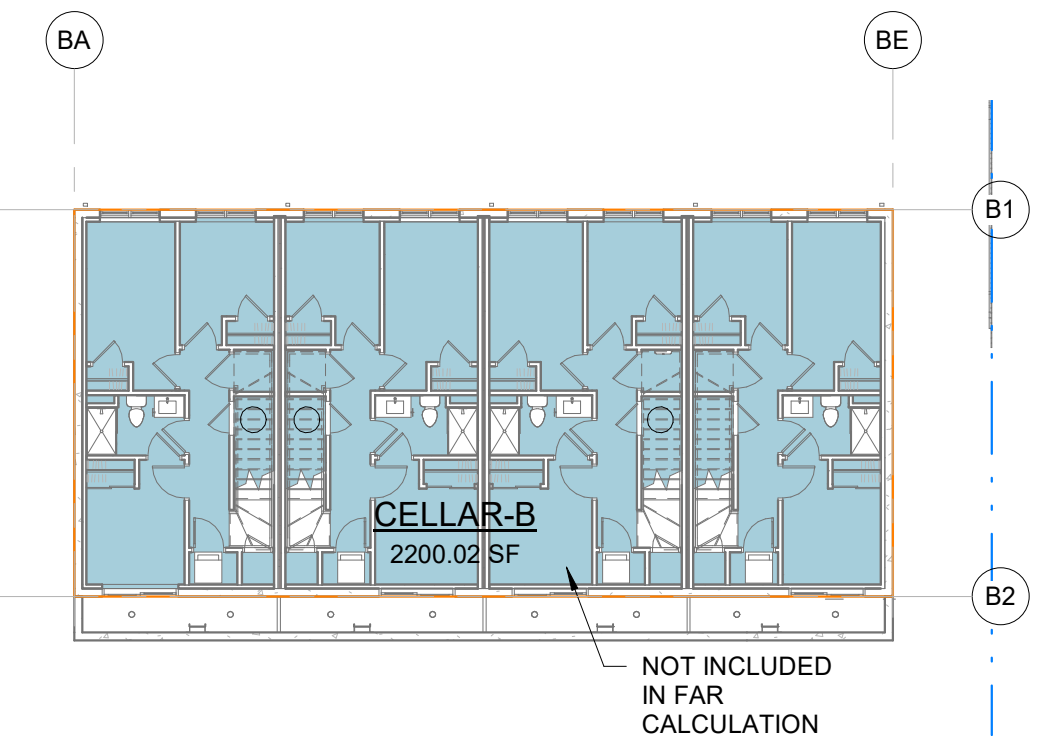 BA
BE
B1
CELLAR-B
2200.02 SF
B2
NOT INCLUDED
IN FAR
CALCULATION